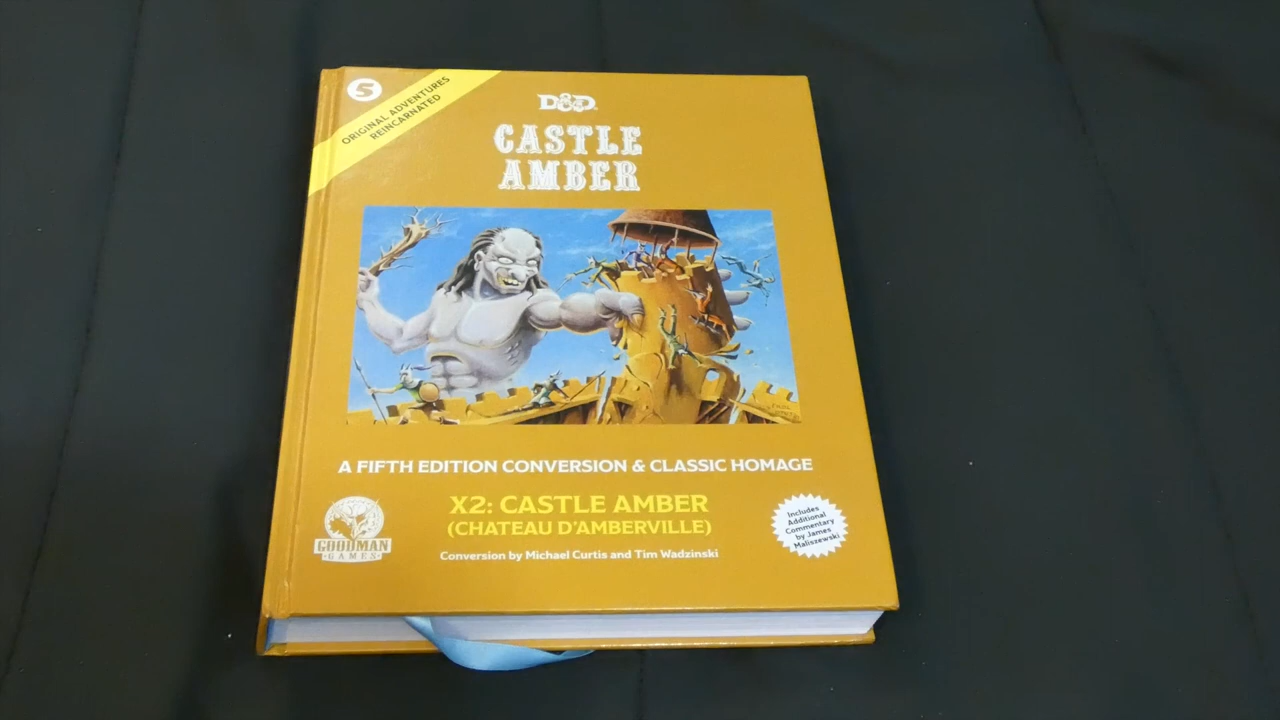 5
ORIGINAL ADVENTURES
REINCARNATED
D&D
CASTLE
AMBER
A FIFTH EDITION CONVERSION & CLASSIC HOMAGE
X2: CASTLE AMBER
(CHATEAU D'AMBERVILLE)
Conversion by Michael Curtis and Tim Wadzinski
GOODMAN
GAMES
Includes
Additional
Commentary
by James
Maliszewski